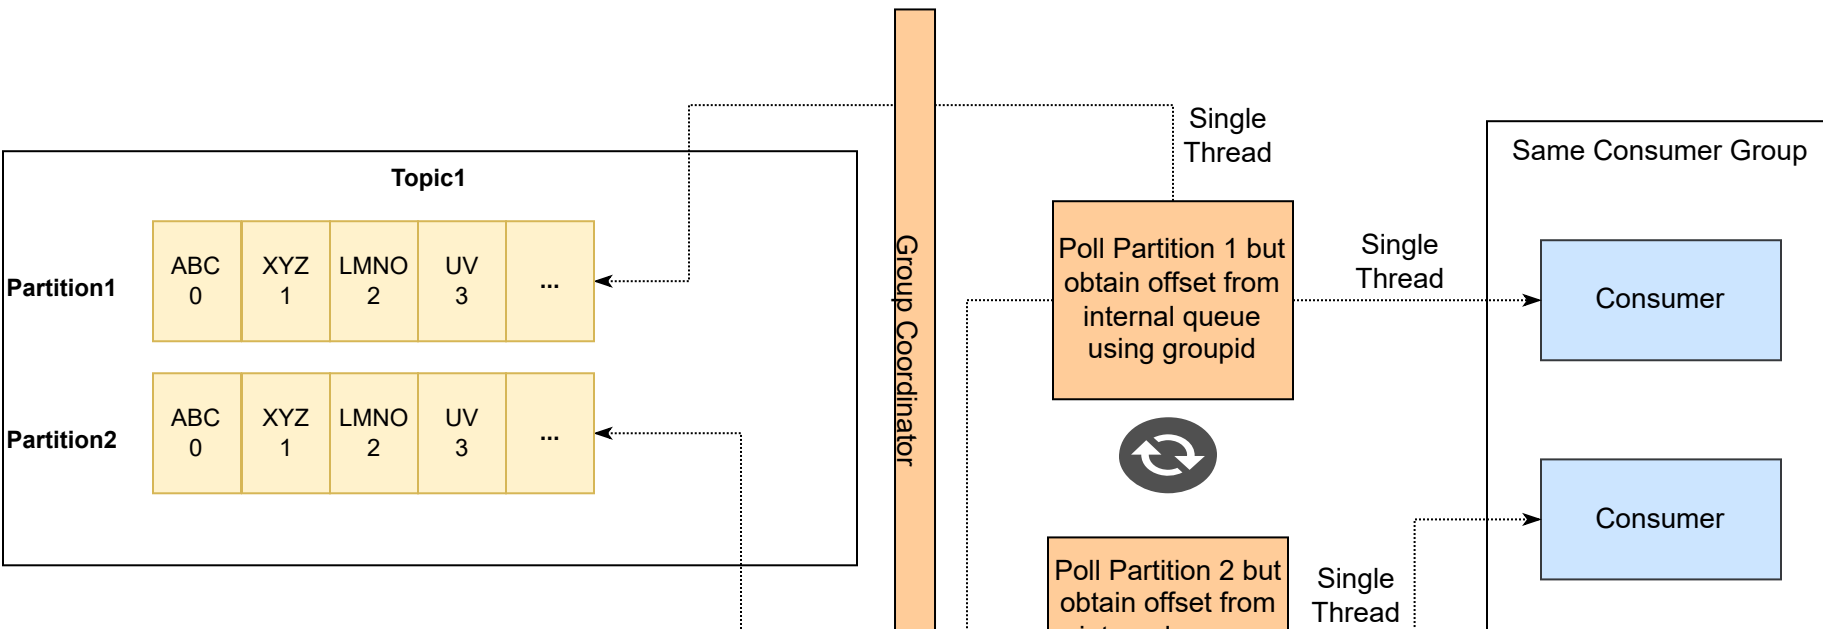 Topic1
Partition1
ABC
0
XYZ
1
LMNO
2
UV
3
...
Partition2
ABC
0
XYZ
1
LMNO
2
UV
3
...
Group Coordinator
Single
Thread
Poll Partition 1 but
obtain offset from
internal queue
using groupid
Single
Thread
Poll Partition 2 but
obtain offset from
Single
Thread
Same Consumer Group
Consumer
Consumer